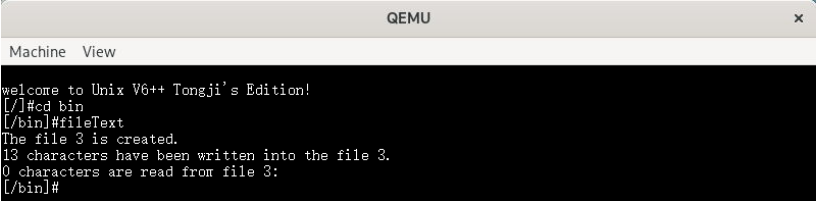 QEMU
×
Machine View
welcome to Unix V6++ Tongji's Edition!
[/]#cd bin
[/bin]#fileText
The file 3 is created.
13 characters have been written into the file 3.
0 characters are read from file 3:
[/bin]#